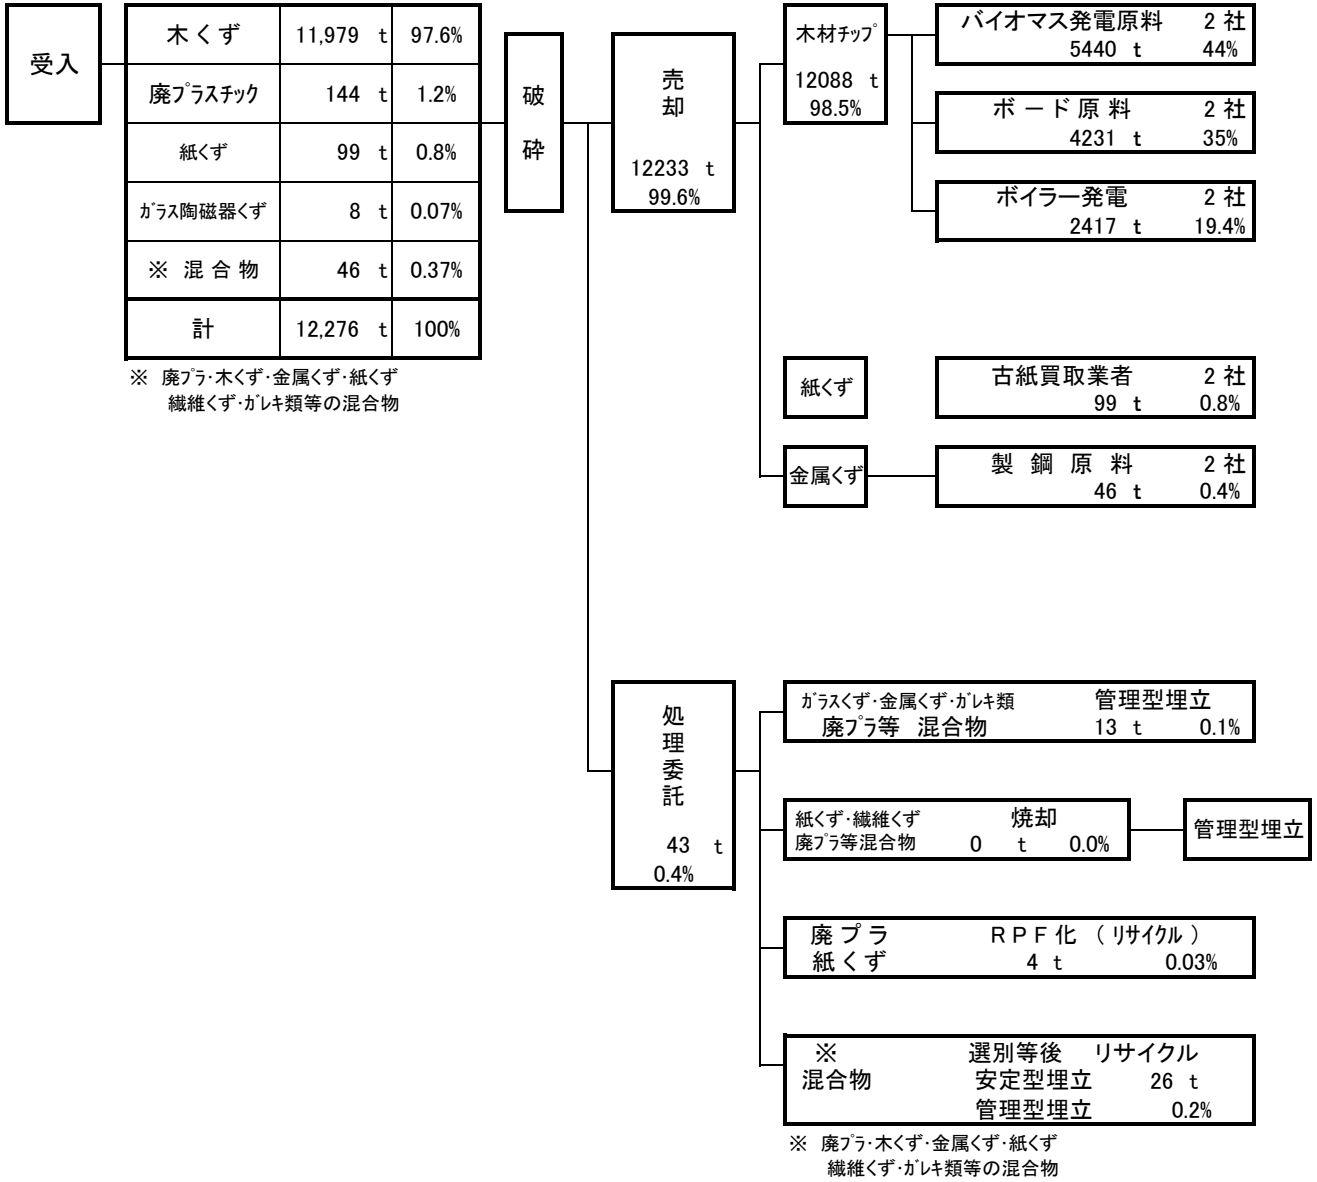 受入
木くず 11,979 t 97.6%
廃プラスチック 144 t 1.2%
紙くず 99 t 0.8%
ガラス陶磁器くず 8 t 0.07%
※ 混合物 46 t 0.37%
計 12,276 t 100%
※ 廃プラ・木くず・金属くず・紙くず
繊維くず・ガレキ類等の混合物
破
砕
売
却
12233 t
99.6%
木材チップ
12088 t
98.5%
バイオマス発電原料 2 社
5440 t 44%
ボード原料 2 社
4231 t 35%
ボイラー発電 2 社
2417 t 19.4%
紙くず
古紙買取業者 2 社
99 t 0.8%
金属くず
製鋼原料 2 社
46 t 0.4%
処
理
委
託
43 t
0.4%
ガラスくず・金属くず・ガレキ類 管理型埋立
廃プラ等 混合物 13 t 0.1%
紙くず・繊維くず 焼却
廃プラ等混合物 0 t 0.0%
管理型埋立
廃プラ RPF化(リサイクル)
紙くず 4 t 0.03%
※ 選別等後 リサイクル
混合物 安定型埋立 26 t
管理型埋立 0.2%
※ 廃プラ・木くず・金属くず・紙くず
繊維くず・ガレキ類等の混合物